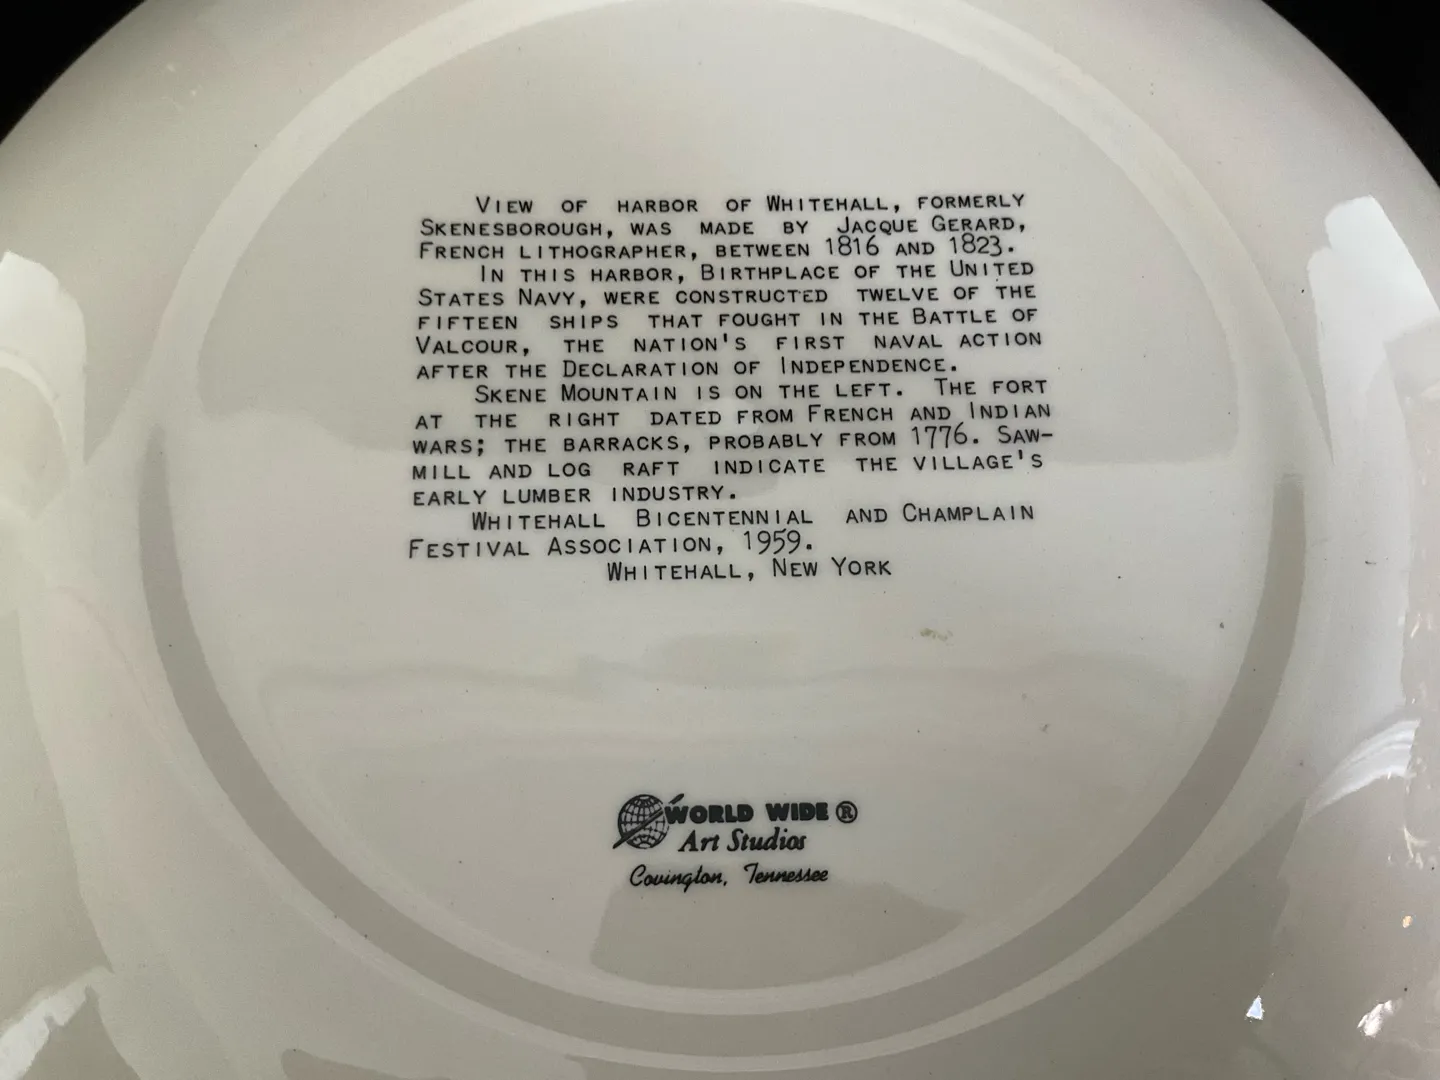 View of harbor of Whitehall, formerly
Skenesborough, was made by Jacque Gerard,
French lithographer, between 1816 and 1823.
In this harbor, Birthplace of the United
States Navy, were constructed twelve of the
fifteen ships that fought in the Battle of
Valcour, the nation's first naval action
after the Declaration of Independence.
Skene Mountain is on the left. The fort
at the right dated from French and Indian
wars; the barracks, probably from 1776. Saw-
mill and log raft indicate the village's
early lumber industry.
Whitehall Bicentennial and Champlain
Festival Association, 1959.
Whitehall, New York
WORLD WIDE ®
Art Studios
Covington, Tennessee